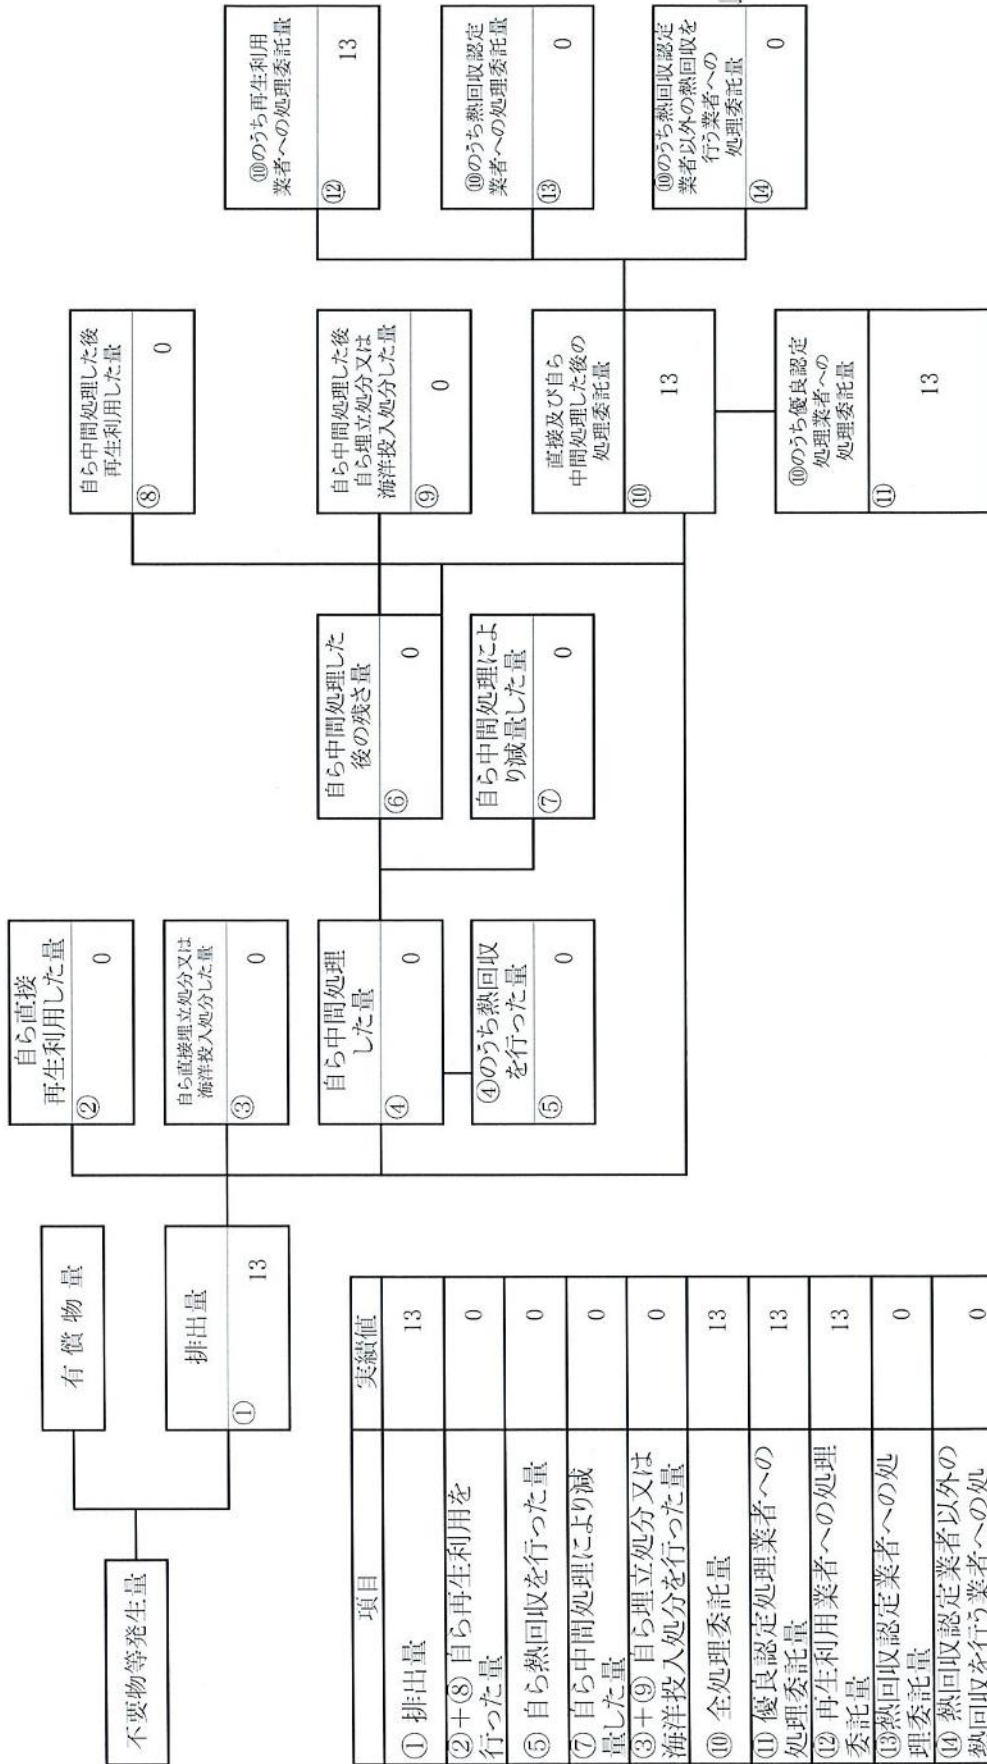 不要物等発生量
有償物量
排出量
① 13
自ら直接
再生利用した量
② 0
自ら直接埋立処分又は
海洋投入処分した量
③ 0
自ら中間処理
した量
④ 0
④のうち熱回収
を行った量
⑤ 0
自ら中間処理した
後の残さ量
⑥ 0
自ら中間処理によ
り減量した量
⑦ 0
自ら中間処理した後
再生利用した量
⑧ 0
自ら中間処理した後
自ら埋立処分又は
海洋投入処分した量
⑨ 0
直接及び自ら
中間処理した後の
処理委託量
⑩ 13
⑩のうち優良認定
処理業者への
処理委託量
⑪ 13
⑩のうち再生利用
業者への処理委託量
⑫ 13
⑩のうち熱回収認定
業者への処理委託量
⑬ 0
⑩のうち熱回収認定
業者以外の熱回収を
行う業者への
処理委託量
⑭ 0
項目 実績値
① 排出量 13
②+⑧ 自ら再生利用を
行った量 0
⑤ 自ら熱回収を行った量 0
⑦ 自ら中間処理により減
量した量 0
③+⑨ 自ら埋立処分又は
海洋投入処分を行った量 0
⑩ 全処理委託量 13
⑪ 優良認定処理業者への
処理委託量 13
⑫ 再生利用業者への処理
委託量 13
⑬熱回収認定業者への処
理委託量 0
⑭ 熱回収認定業者以外の
熱回収を行う業者への処 0